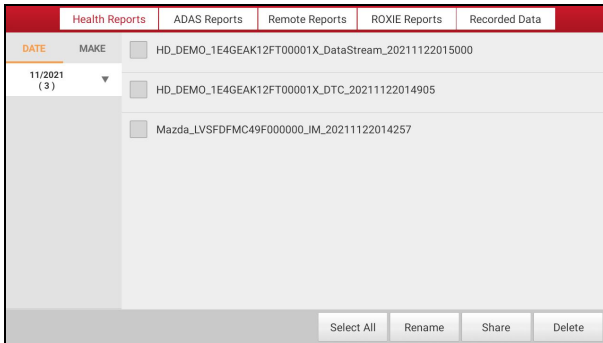 Health Reports
ADAS Reports
Remote Reports
ROXIE Reports
Recorded Data
DATE
MAKE
11/2021
( 3 )
HD_DEMO_1E4GEAK12FT00001X_DataStream_20211122015000
HD_DEMO_1E4GEAK12FT00001X_DTC_20211122014905
Mazda_LVSFDFMC49F000000_IM_20211122014257
Select All
Rename
Share
Delete